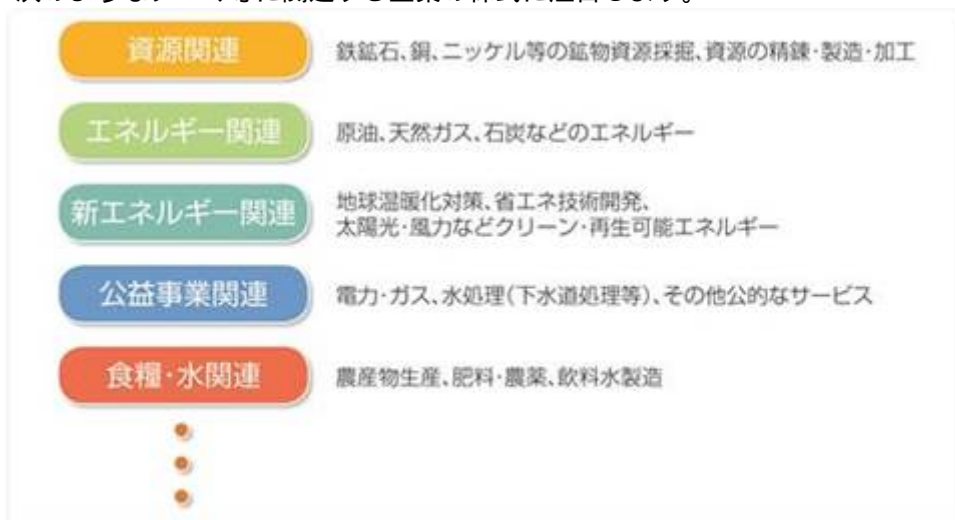 資源関連
鉄鉱石、銅、ニッケル等の鉱物資源採掘、資源の精錬・製造・加工
エネルギー関連
原油、天然ガス、石炭などのエネルギー
新エネルギー関連
地球温暖化対策、省エネ技術開発、
太陽光・風力などクリーン・再生可能エネルギー
公益事業関連
電力・ガス、水処理(下水道処理等)、その他公的なサービス
食糧・水関連
農産物生産、肥料・農薬、飲料水製造